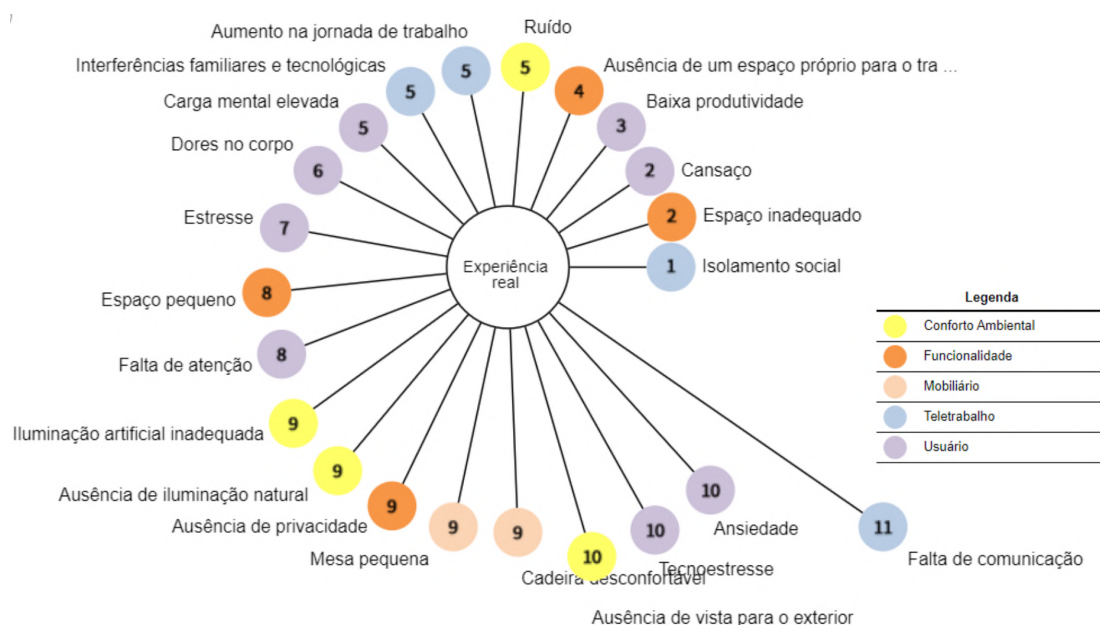 Ruído
5
Aumento na jornada de trabalho
5
Interferências familiares e tecnológicas
5
Ausência de um espaço próprio para o tra ...
4
Carga mental elevada
5
Baixa produtividade
3
Dores no corpo
6
Cansaço
2
Estresse
7
Espaço inadequado
2
Experiência
real
Isolamento social
1
Espaço pequeno
8
Falta de atenção
8
Iluminação artificial inadequada
9
Ausência de iluminação natural
9
Ausência de privacidade
9
Mesa pequena
9
Cadeira desconfortável
9
Ausência de vista para o exterior
10
Tecnoestresse
10
Ansiedade
10
Falta de comunicação
11
Legenda
Conforto Ambiental
Funcionalidade
Mobiliário
Teletrabalho
Usuário